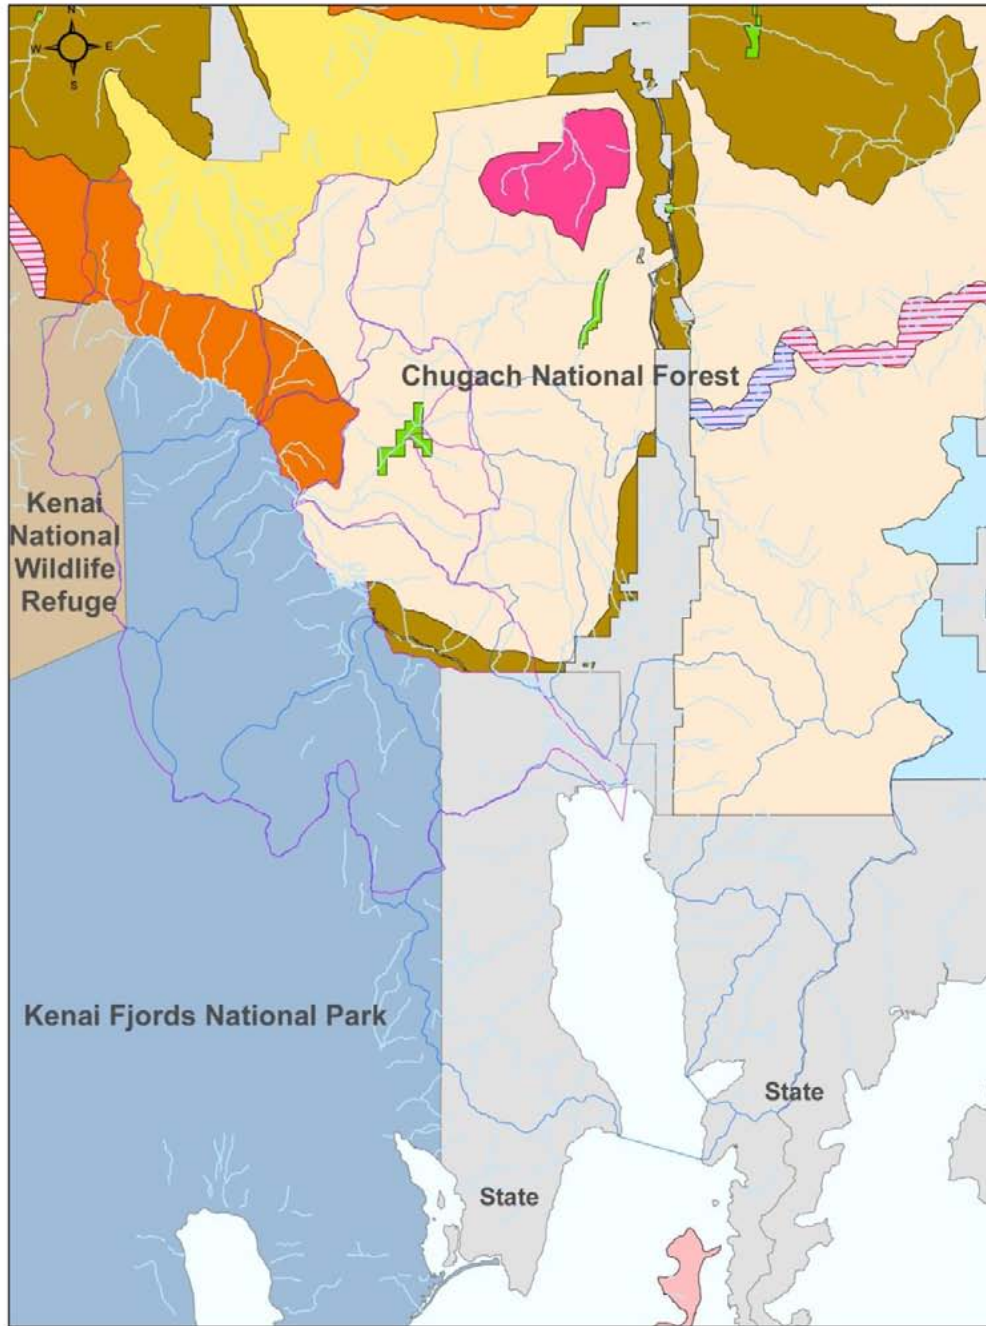 N
W E
S
Chugach National Forest
Kenai
National
Wildlife
Refuge
Kenai Fjords National Park
State
State